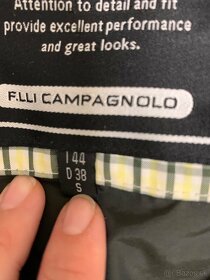 Attention to detail and fit
provide excellent performance
and great looks.
F.LLI CAMPAGNOLO
I 44
D 38
S